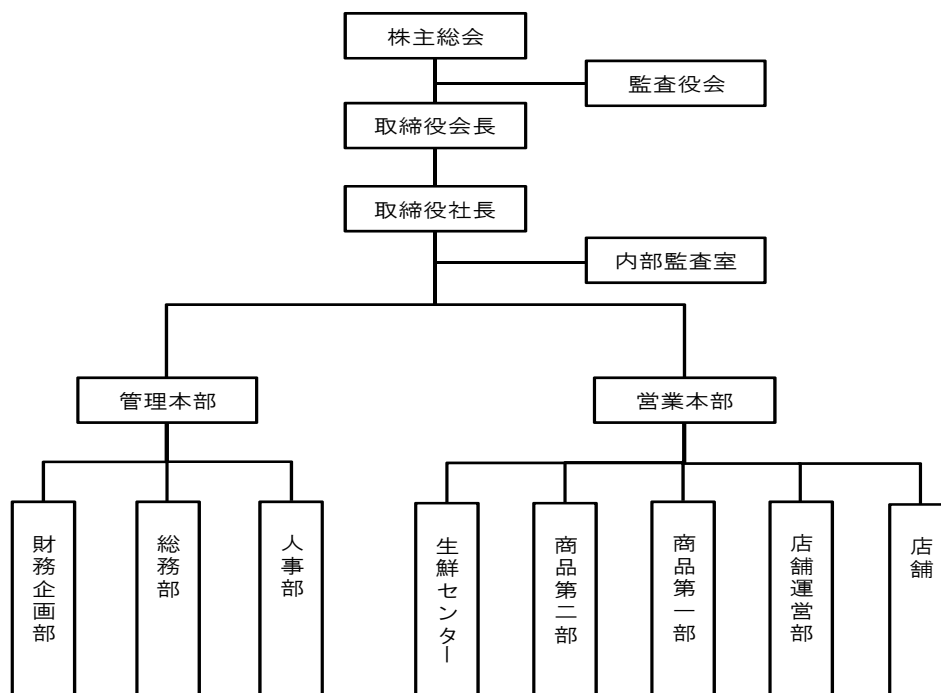 株主総会
監査役会
取締役会長
取締役社長
内部監査室
管理本部
営業本部
財務企画部
総務部
人事部
生鮮センター
商品第二部
商品第一部
店舗運営部
店舗